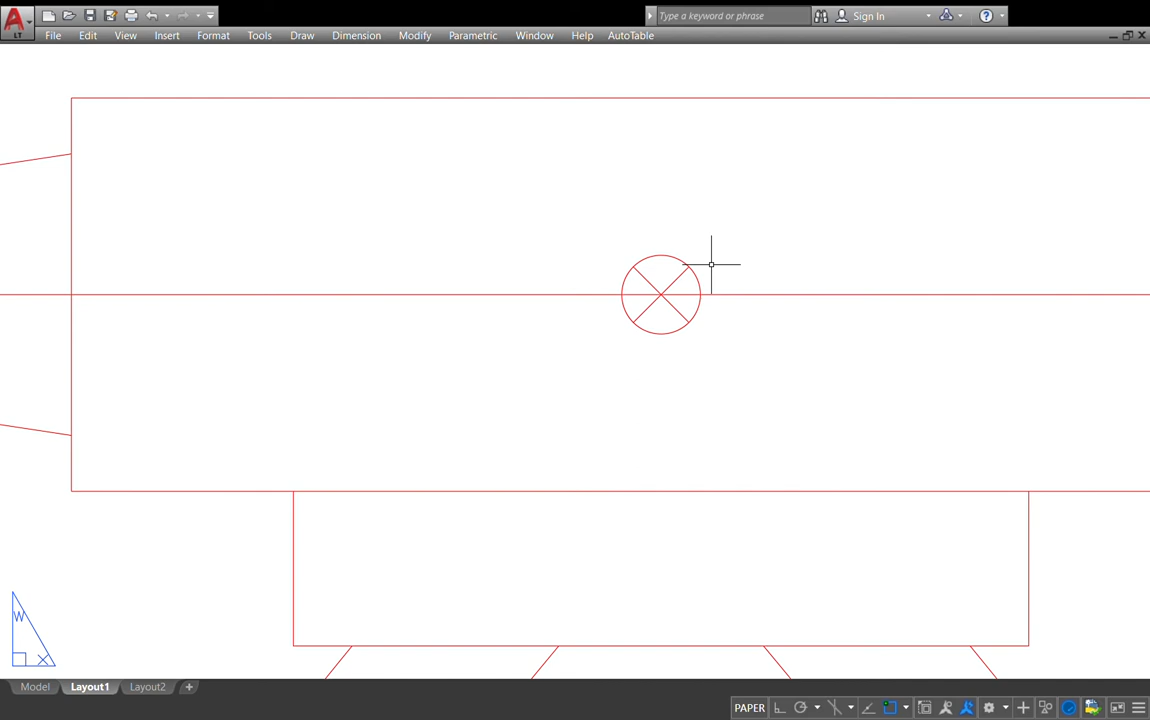 Type a keyword or phrase
Sign In
LT
File Edit View Insert Format Tools Draw Dimension Modify Parametric Window Help AutoTable
W
X
Model Layout1 Layout2
PAPER